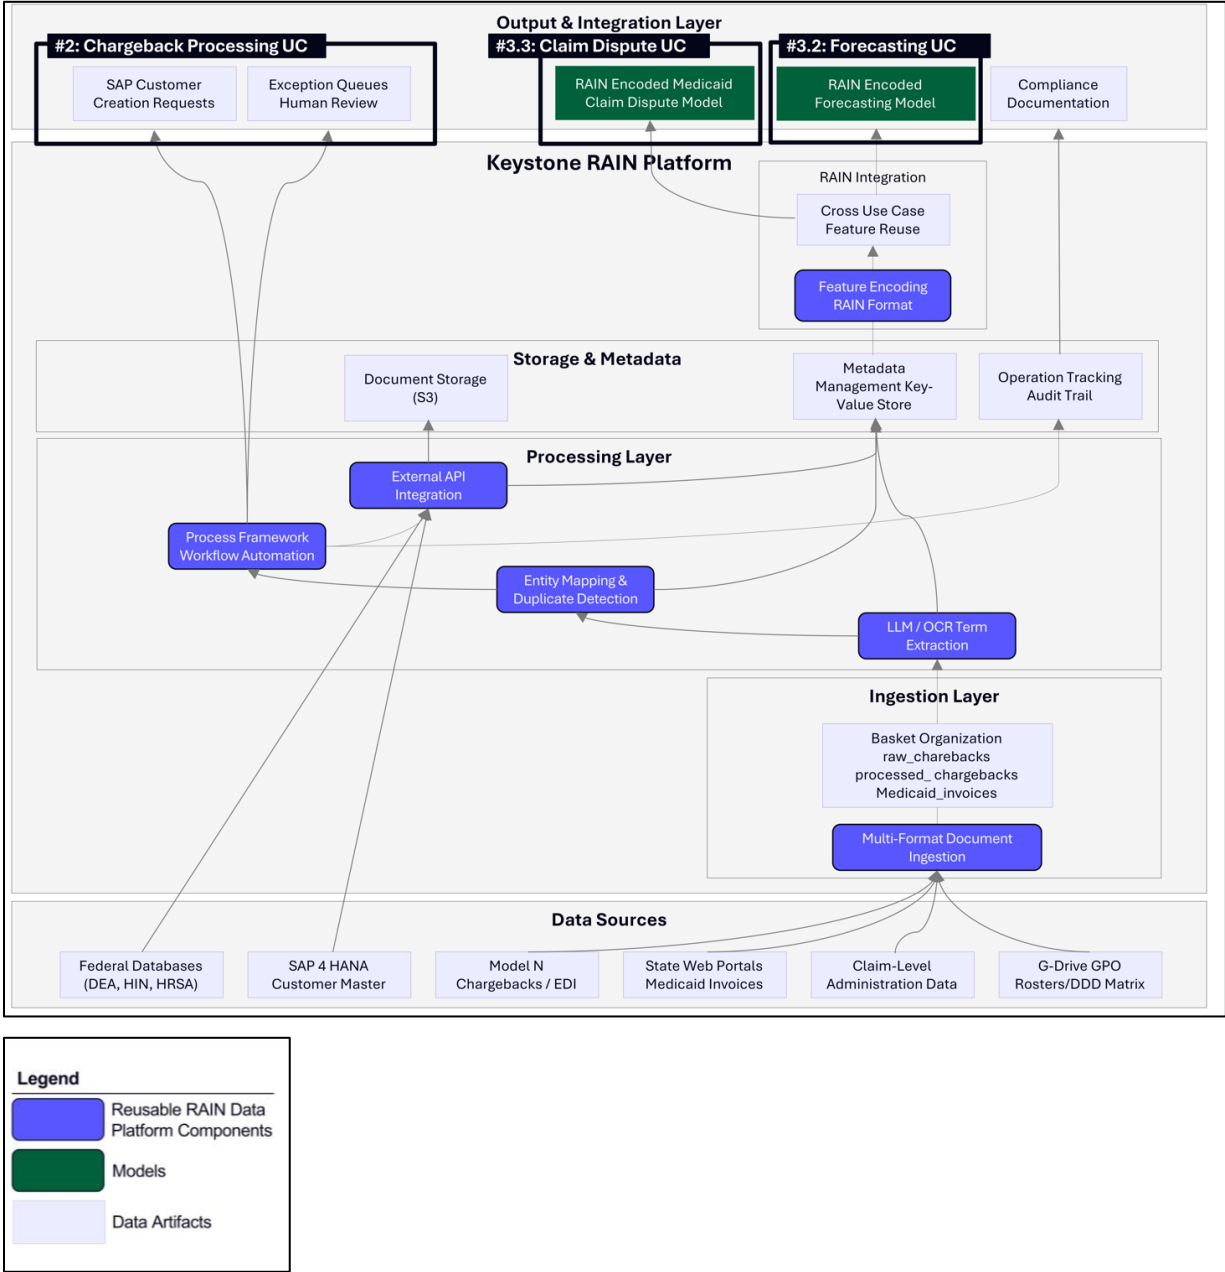 Output & Integration Layer
#2: Chargeback Processing UC
SAP Customer
Creation Requests
Exception Queues
Human Review
#3.3: Claim Dispute UC
RAIN Encoded Medicaid
Claim Dispute Model
#3.2: Forecasting UC
RAIN Encoded
Forecasting Model
Compliance
Documentation
Keystone RAIN Platform
RAIN Integration
Cross Use Case
Feature Reuse
Feature Encoding
RAIN Format
Storage & Metadata
Document Storage
(S3)
Metadata
Management Key-
Value Store
Operation Tracking
Audit Trail
Processing Layer
External API
Integration
Process Framework
Workflow Automation
Entity Mapping &
Duplicate Detection
LLM / OCR Term
Extraction
Ingestion Layer
Basket Organization
raw_charebacks
processed_ chargebacks
Medicaid_invoices
Multi-Format Document
Ingestion
Data Sources
Federal Databases
(DEA, HIN, HRSA)
SAP 4 HANA
Customer Master
Model N
Chargebacks / EDI
State Web Portals
Medicaid Invoices
Claim-Level
Administration Data
G-Drive GPO
Rosters/DDD Matrix
Legend
Reusable RAIN Data
Platform Components
Models
Data Artifacts